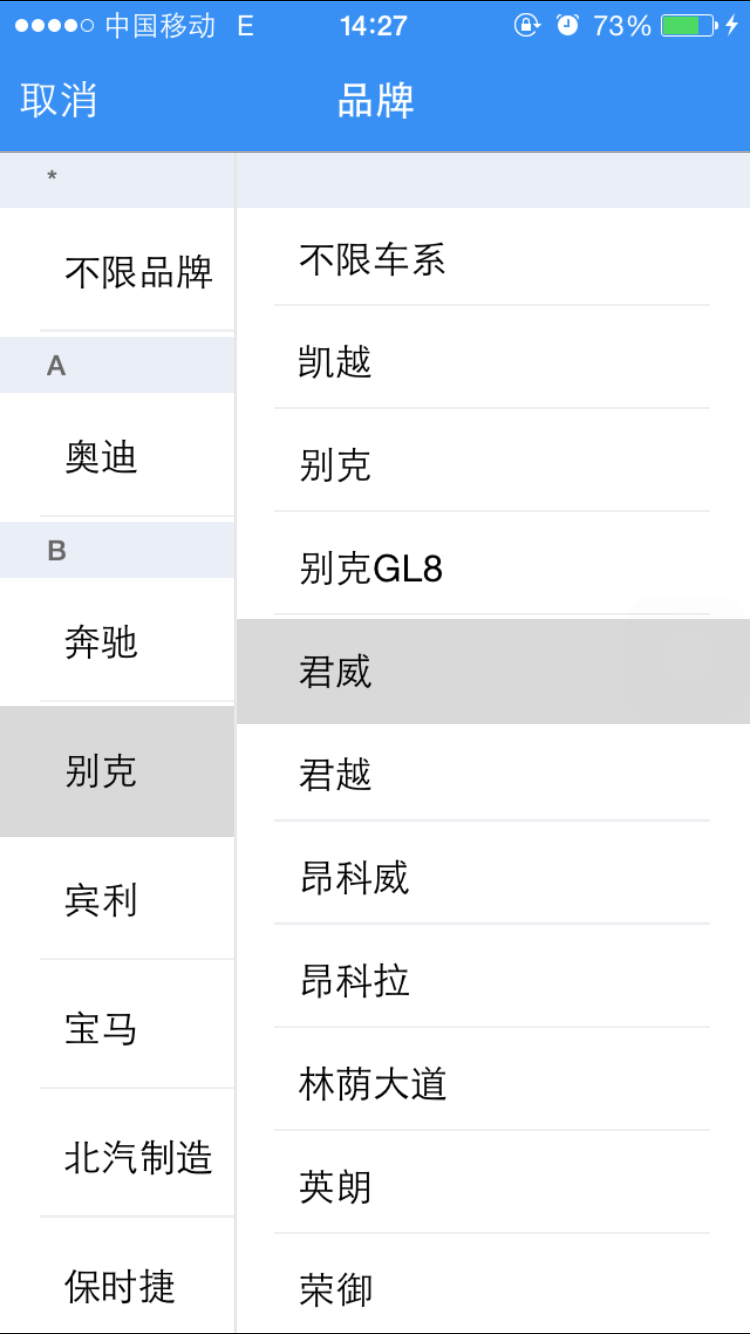 中国移动 E 14:27 73%
取消 品牌
*
不限品牌
A
奥迪
B
奔驰
别克
宾利
宝马
北汽制造
保时捷
不限车系
凯越
别克
别克GL8
君威
君越
昂科威
昂科拉
林荫大道
英朗
荣御